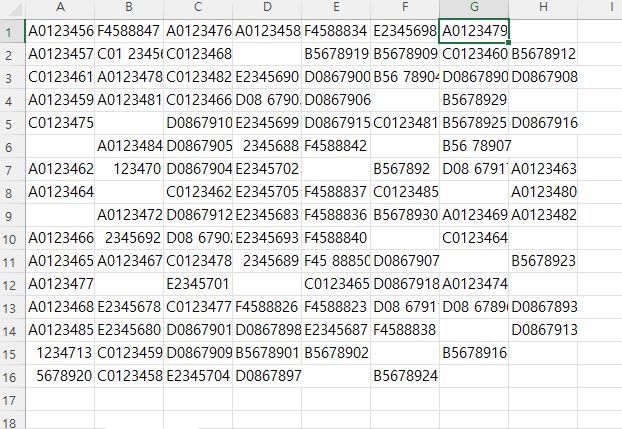 A B C D E F G H I
1 A0123456 F4588847 A0123476 A0123458 F4588834 E2345698 A0123479
2 A0123457 C01 2345 C0123468 B5678919 B5678909 C0123460 B5678912
3 C0123461 A0123478 C0123482 E2345690 D0867900 B56 78904 D0867890 D0867908
4 A0123459 A0123481 C0123466 D08 6790 D0867906 B5678929
5 C0123475 D0867910 E2345699 D0867915 C0123481 B5678925 D0867916
6 A0123484 D0867905 2345688 F4588842 B56 78907
7 A0123462 123470 D0867904 E2345702 B567892 D08 6791 A0123463
8 A0123464 C0123462 E2345705 F4588837 C0123485 A0123480
9 A0123472 D0867912 E2345683 F4588836 B5678930 A0123469 A0123482
10 A0123466 2345692 D08 6790 E2345693 F4588840 C0123464
11 A0123465 A0123467 C0123478 2345689 F45 88850 D0867907 B5678923
12 A0123477 E2345701 C0123465 D0867918 A0123474
13 A0123468 E2345678 C0123477 F4588826 F4588823 D08 6791 D08 6789 D0867893
14 A0123485 E2345680 D0867901 D0867898 E2345687 F4588838 D0867913
15 1234713 C0123459 D0867909 B5678901 B5678902 B5678916
16 5678920 C0123458 E2345704 D0867897 B5678924
17
18